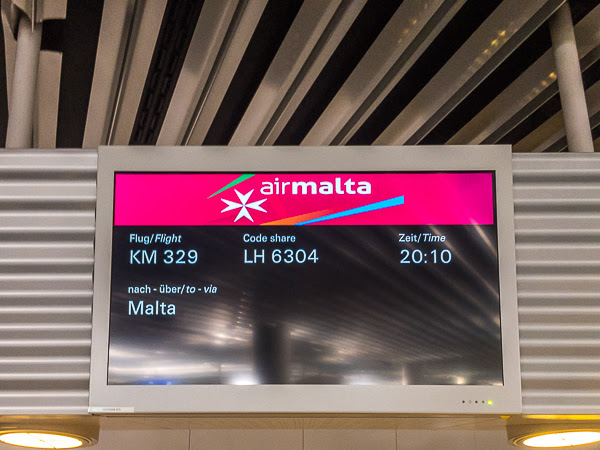 airmalta
Flug/Flight Code share Zeit/Time
KM 329 LH 6304 20:10
nach - über/to - via
Malta